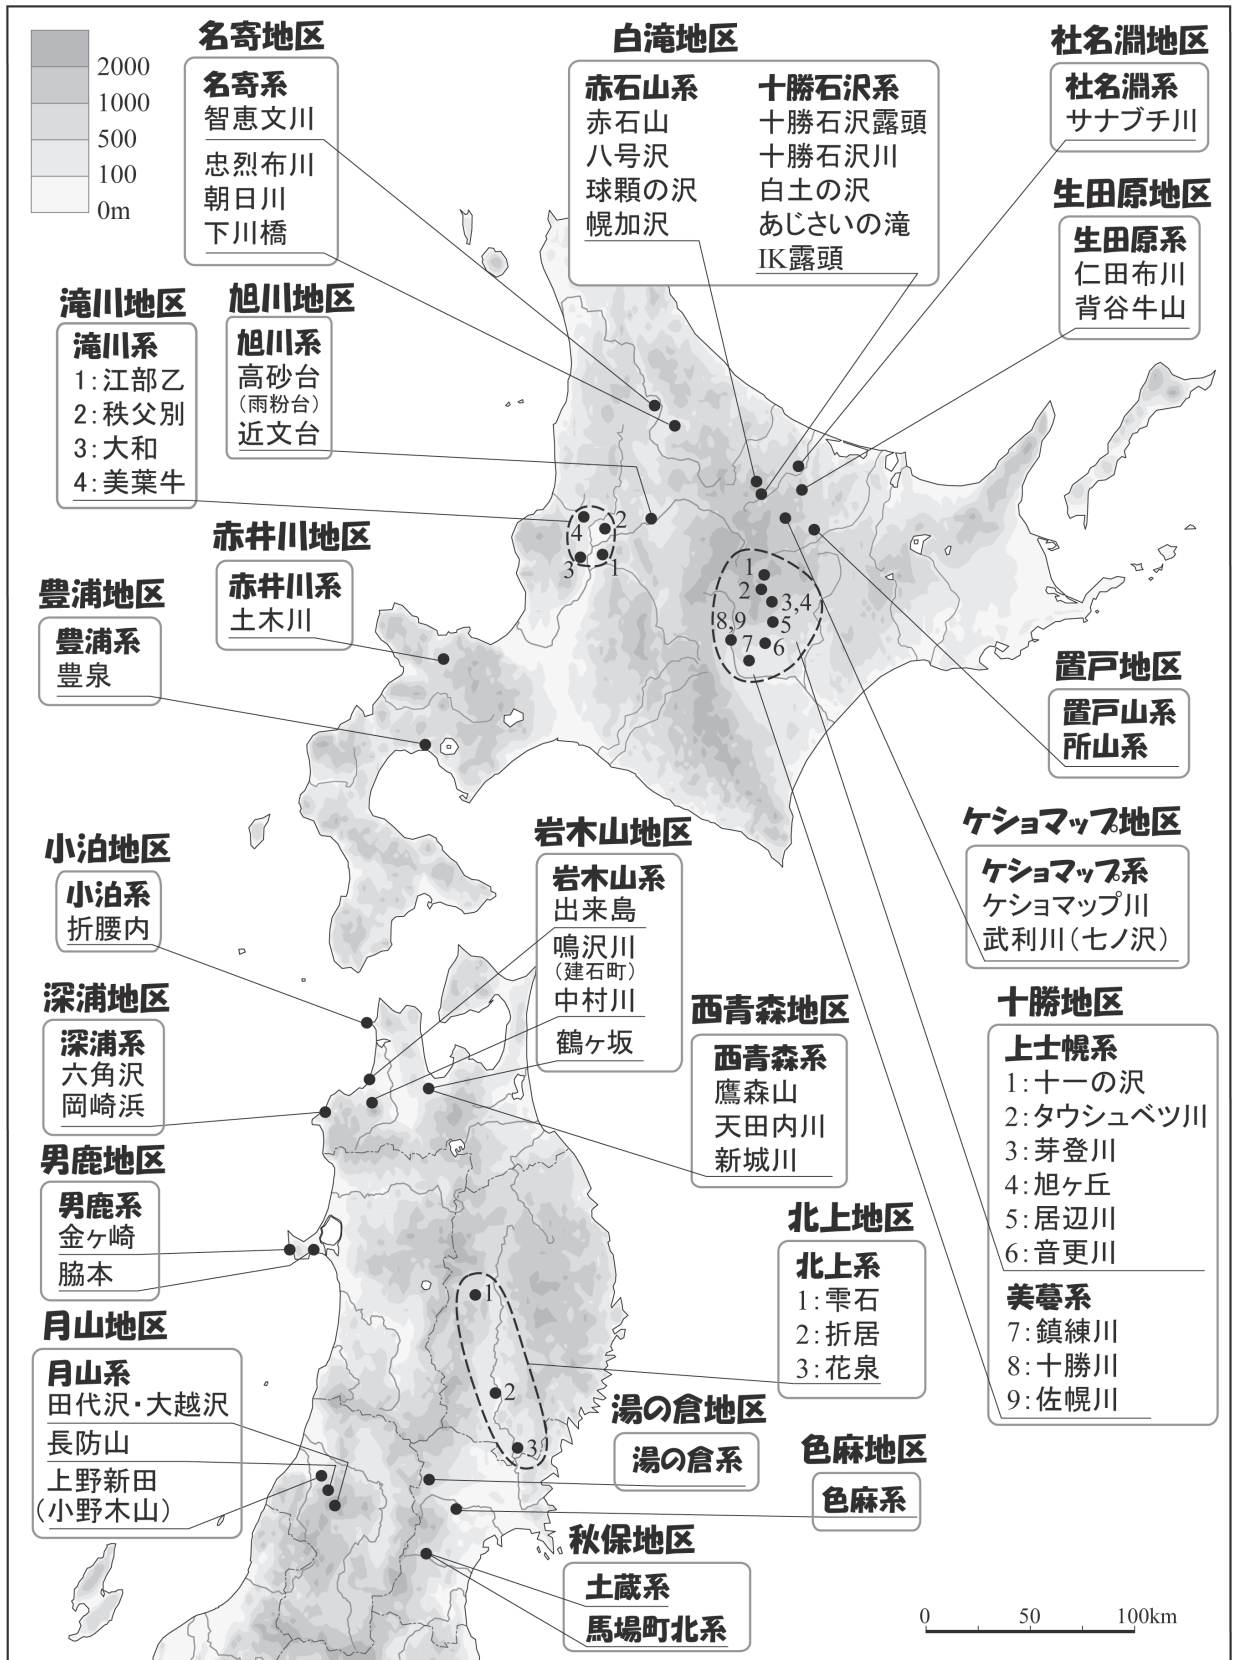 2000
1000
500
100
0m
名寄地区
名寄系
智恵文川
忠烈布川
朝日川
下川橋
白滝地区
赤石山系
赤石山
八号沢
球顆の沢
幌加沢
十勝石沢系
十勝石沢露頭
十勝石沢川
白土の沢
あじさいの滝
IK露頭
社名淵地区
社名淵系
サナブチ川
生田原地区
生田原系
仁田布川
背谷牛山
滝川地区
滝川系
1:江部乙
2:秩父別
3:大和
4:美葉牛
旭川地区
旭川系
高砂台
(雨粉台)
近文台
赤井川地区
赤井川系
土木川
豊浦地区
豊浦系
豊泉
4
2
3
1
1
2
3,4
5
8,9
7
6
置戸地区
置戸山系
所山系
ケショマップ地区
ケショマップ系
ケショマップ川
武利川(七ノ沢)
十勝地区
上士幌系
1:十一の沢
2:タウシュベツ川
3:芽登川
4:旭ヶ丘
5:居辺川
6:音更川
美蔓系
7:鎮練川
8:十勝川
9:佐幌川
小泊地区
小泊系
折腰内
岩木山地区
岩木山系
出来島
鳴沢川
(建石町)
中村川
鶴ヶ坂
深浦地区
深浦系
六角沢
岡崎浜
西青森地区
西青森系
鷹森山
天田内川
新城川
男鹿地区
男鹿系
金ヶ崎
脇本
北上地区
北上系
1:雫石
2:折居
3:花泉
1
2
3
月山地区
月山系
田代沢・大越沢
長防山
上野新田
(小野木山)
湯の倉地区
湯の倉系
色麻地区
色麻系
秋保地区
土蔵系
馬場町北系
0 50 100km